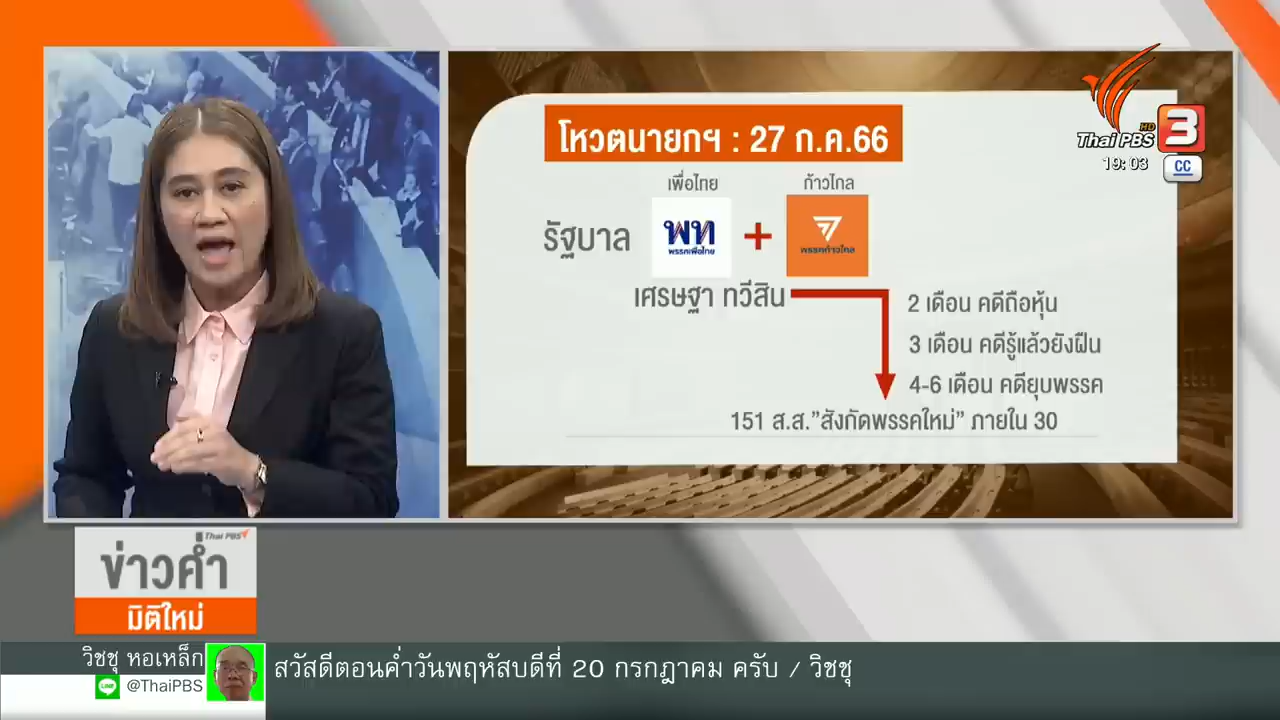 โหวตนายกฯ : 27 ก.ค.66
Thai PBS HD 3
19:03
CC
เพื่อไทย ก้าวไกล
รัฐบาล พท + พรรคก้าวไกล
พรรคเพื่อไทย
เศรษฐา ทวีสิน
2 เดือน คดีถือหุ้น
3 เดือน คดีรู้แล้วยังฝืน
4-6 เดือน คดียุบพรรค
151 ส.ส.”สังกัดพรรคใหม่” ภายใน 30
Thai PBS
ข่าวค่ำ
มิติใหม่
วิชชุ หอเหล็ก
LINE @ThaiPBS
สวัสดีตอนค่ำวันพฤหัสบดีที่ 20 กรกฎาคม ครับ / วิชชุ